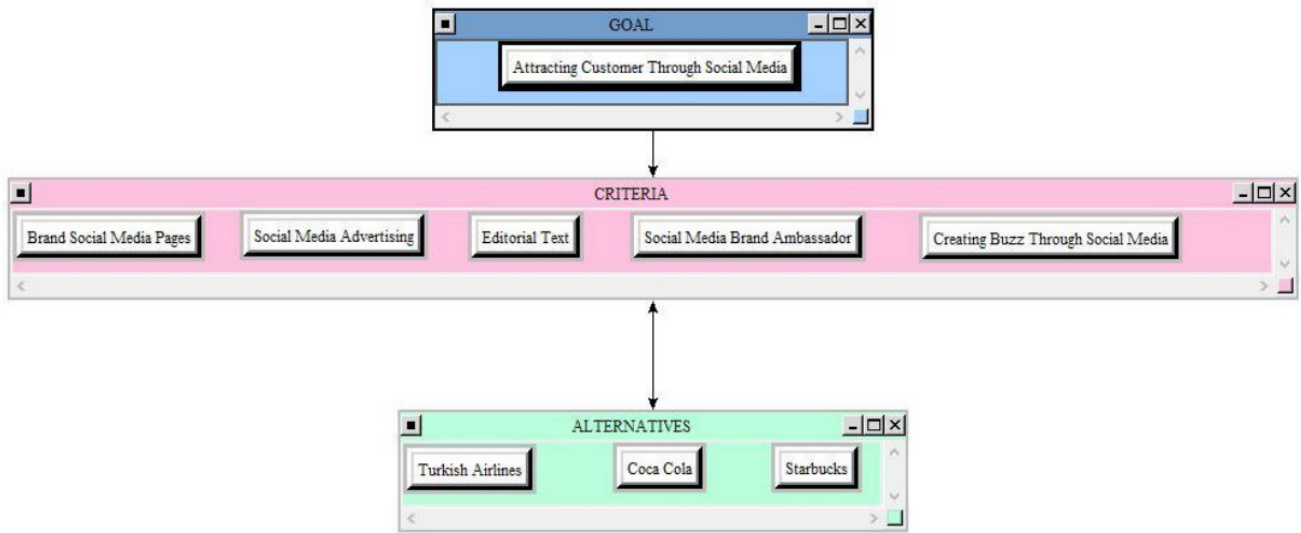 GOAL
Attracting Customer Through Social Media
CRITERIA
Brand Social Media Pages
Social Media Advertising
Editorial Text
Social Media Brand Ambassador
Creating Buzz Through Social Media
ALTERNATIVES
Turkish Airlines
Coca Cola
Starbucks